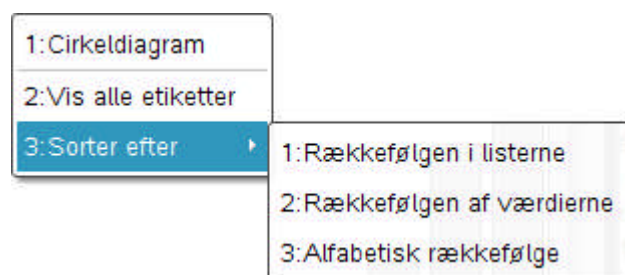 1:Cirkeldiagram
2:Vis alle etiketter
3:Sorter efter
1:Rækkefølgen i listerne
2:Rækkefølgen af værdierne
3:Alfabetisk rækkefølge